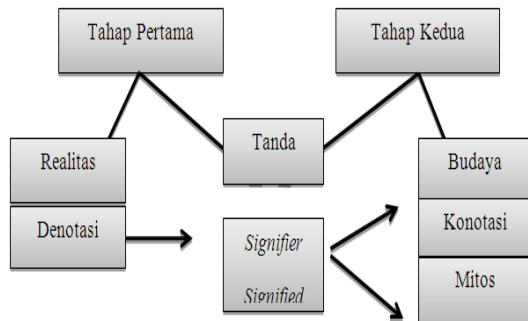 Tahap Pertama
Tahap Kedua
Tanda
Realitas
Budaya
Denotasi
Signifier
Konotasi
Signified
Mitos